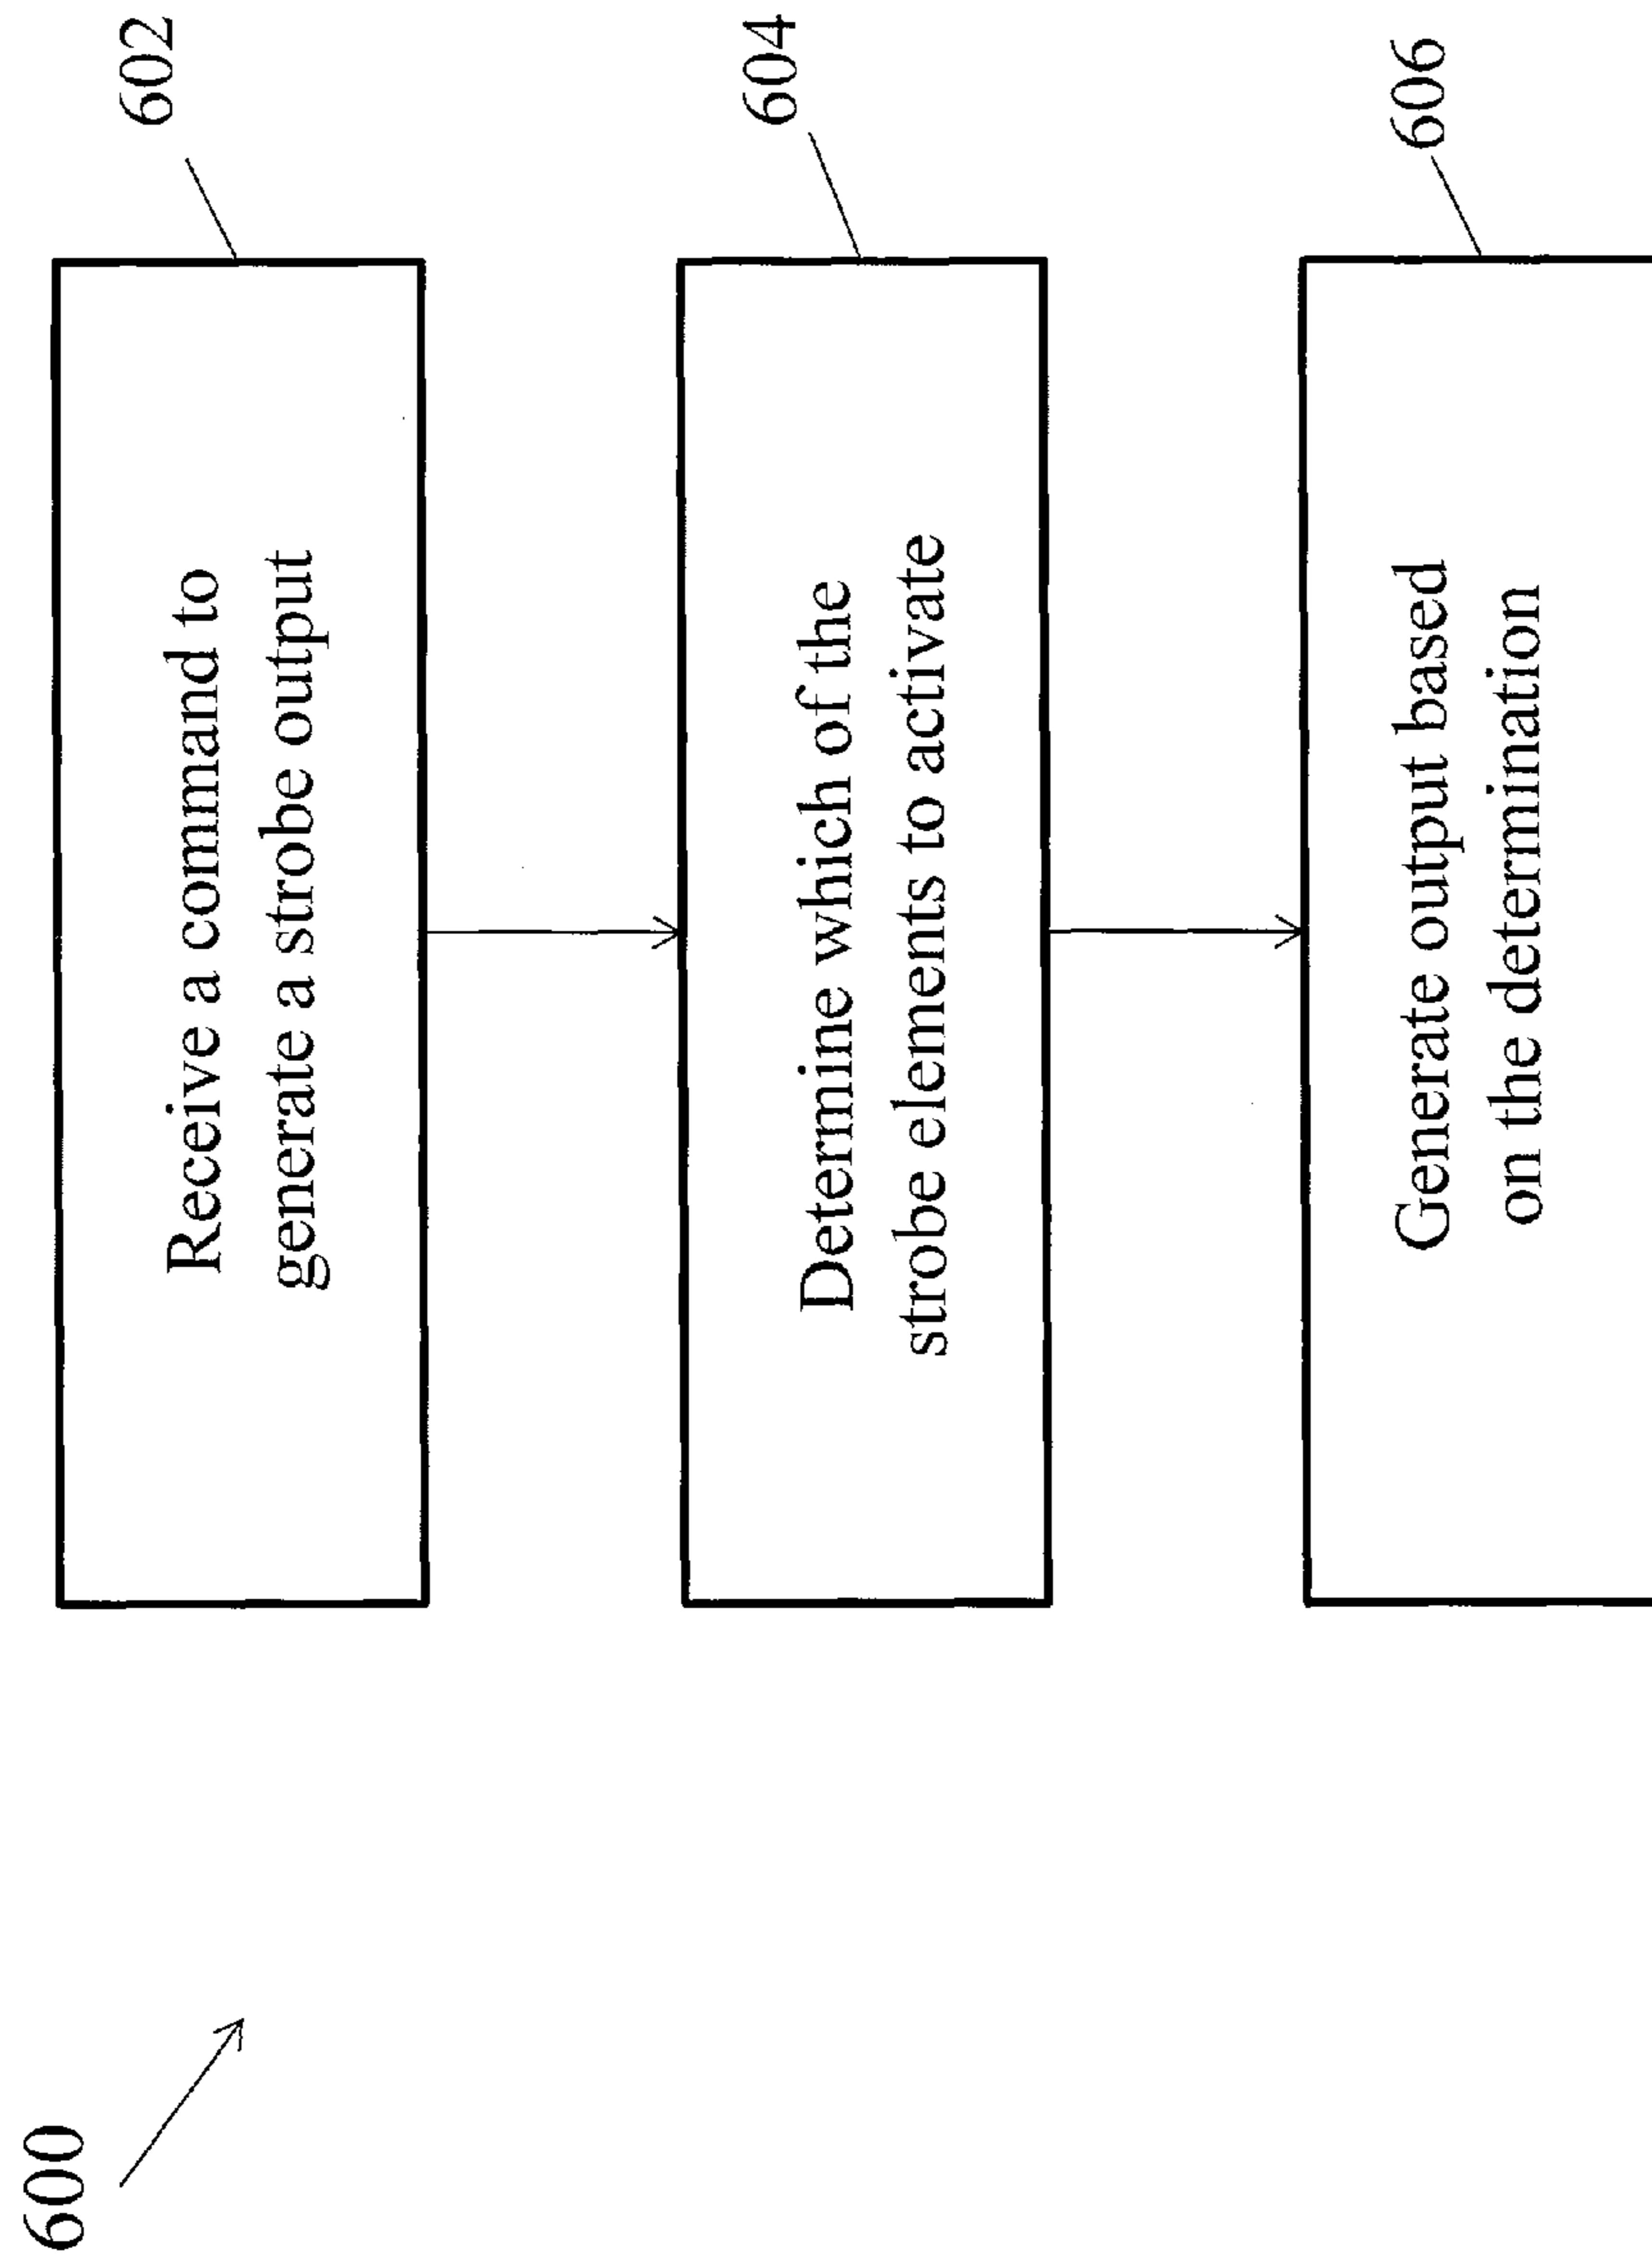 600
Receive a command to
generate a strobe output
602
Determine which of the
strobe elements to activate
604
Generate output based
on the determination
606